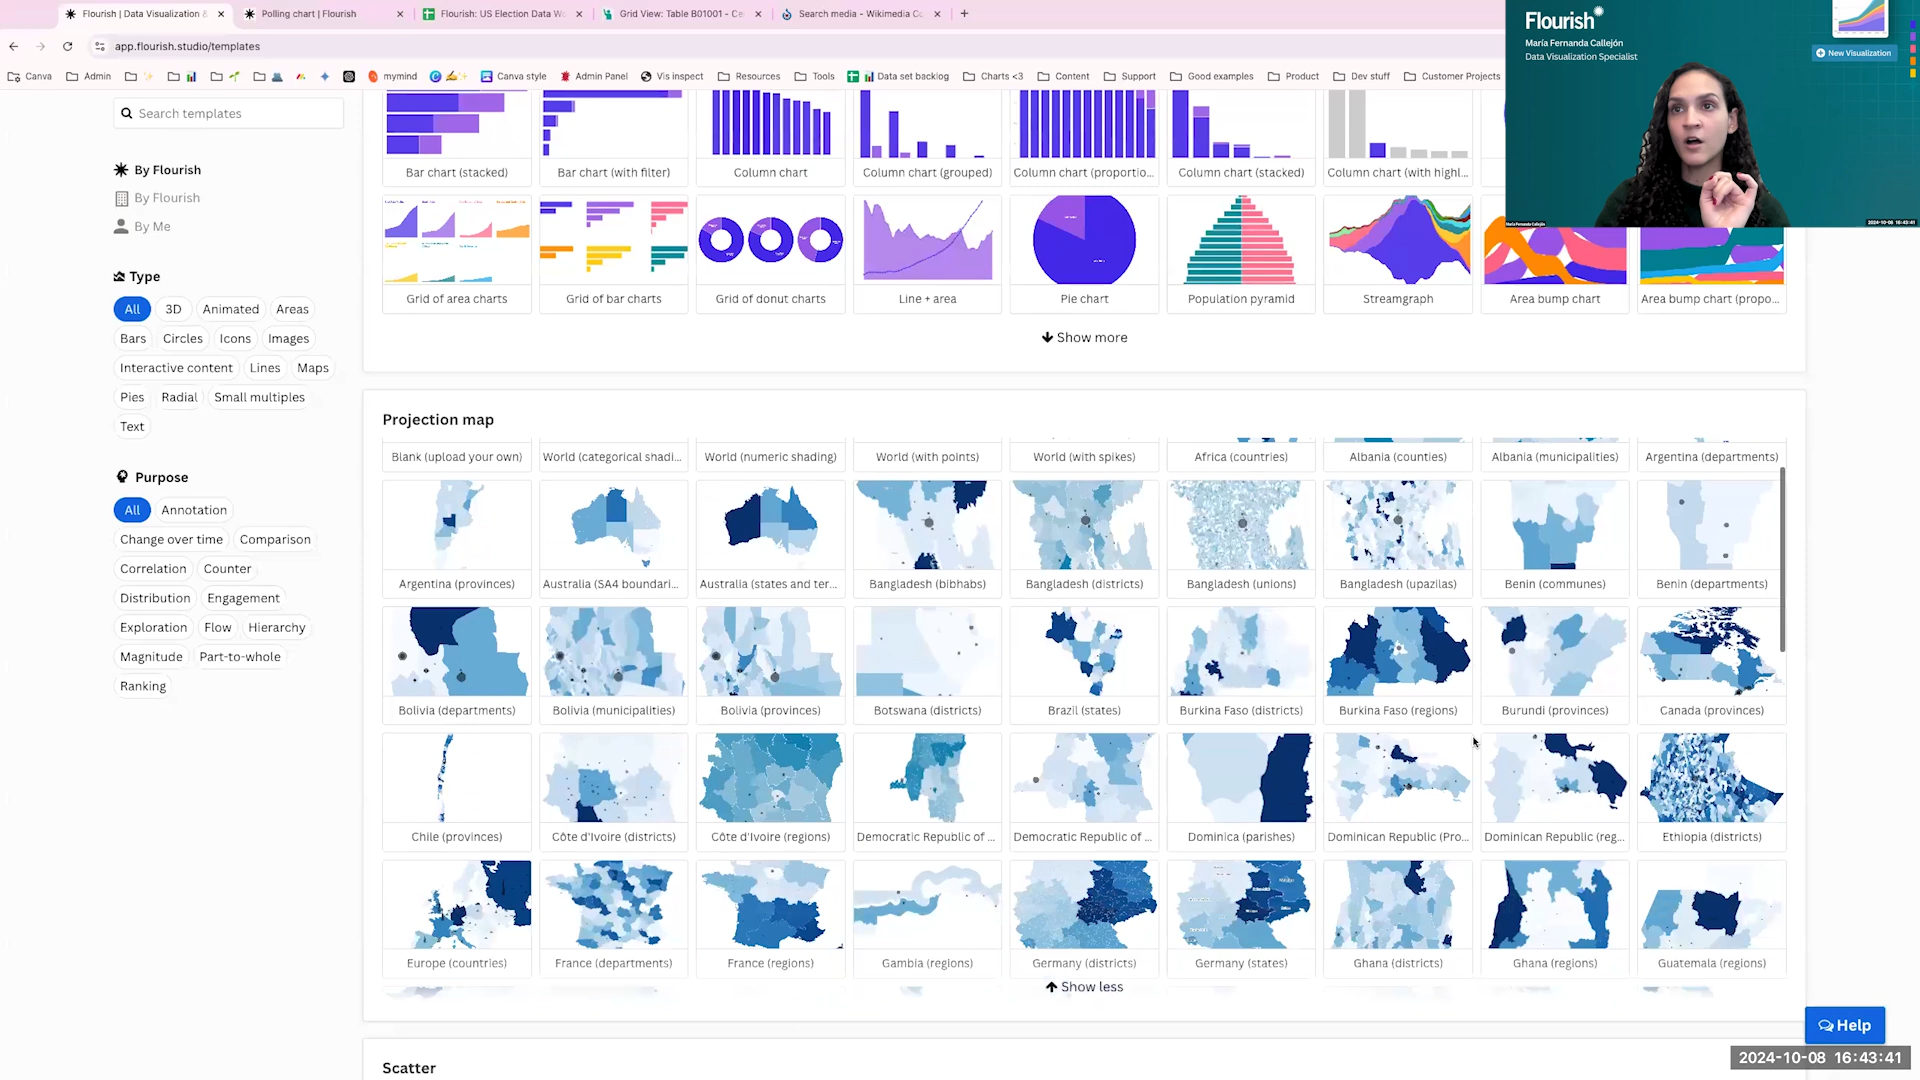 Flourish | Data Visualization &
Polling chart | Flourish
Flourish: US Election Data Wo
Grid View: Table B01001 - Ce
Search media - Wikimedia Co
app.flourish.studio/templates
Canva
Admin
mymind
Canva style
Admin Panel
Vis inspect
Resources
Tools
Data set backlog
Charts <3
Content
Support
Good examples
Product
Dev stuff
Customer Projects
Flourish
María Fernanda Callejón
Data Visualization Specialist
New Visualization
María Fernanda Callejón
2024-10-08 16:43:41
Search templates
By Flourish
By Flourish
By Me
Type
All
3D
Animated
Areas
Bars
Circles
Icons
Images
Interactive content
Lines
Maps
Pies
Radial
Small multiples
Text
Purpose
All
Annotation
Change over time
Comparison
Correlation
Counter
Distribution
Engagement
Exploration
Flow
Hierarchy
Magnitude
Part-to-whole
Ranking
Bar chart (stacked)
Bar chart (with filter)
Column chart
Column chart (grouped)
Column chart (proportio...
Column chart (stacked)
Column chart (with highl...
Grid of area charts
Grid of bar charts
Grid of donut charts
Line + area
Pie chart
Population pyramid
Streamgraph
Area bump chart
Area bump chart (propo...
Show more
Projection map
Blank (upload your own)
World (categorical shadi...
World (numeric shading)
World (with points)
World (with spikes)
Africa (countries)
Albania (counties)
Albania (municipalities)
Argentina (departments)
Argentina (provinces)
Australia (SA4 boundari...
Australia (states and ter...
Bangladesh (bibhabs)
Bangladesh (districts)
Bangladesh (unions)
Bangladesh (upazilas)
Benin (communes)
Benin (departments)
Bolivia (departments)
Bolivia (municipalities)
Bolivia (provinces)
Botswana (districts)
Brazil (states)
Burkina Faso (districts)
Burkina Faso (regions)
Burundi (provinces)
Canada (provinces)
Chile (provinces)
Côte d'Ivoire (districts)
Côte d'Ivoire (regions)
Democratic Republic of ...
Democratic Republic of ...
Dominica (parishes)
Dominican Republic (Pro...
Dominican Republic (reg...
Ethiopia (districts)
Europe (countries)
France (departments)
France (regions)
Gambia (regions)
Germany (districts)
Germany (states)
Ghana (districts)
Ghana (regions)
Guatemala (regions)
Show less
Scatter
Help
2024-10-08 16:43:41